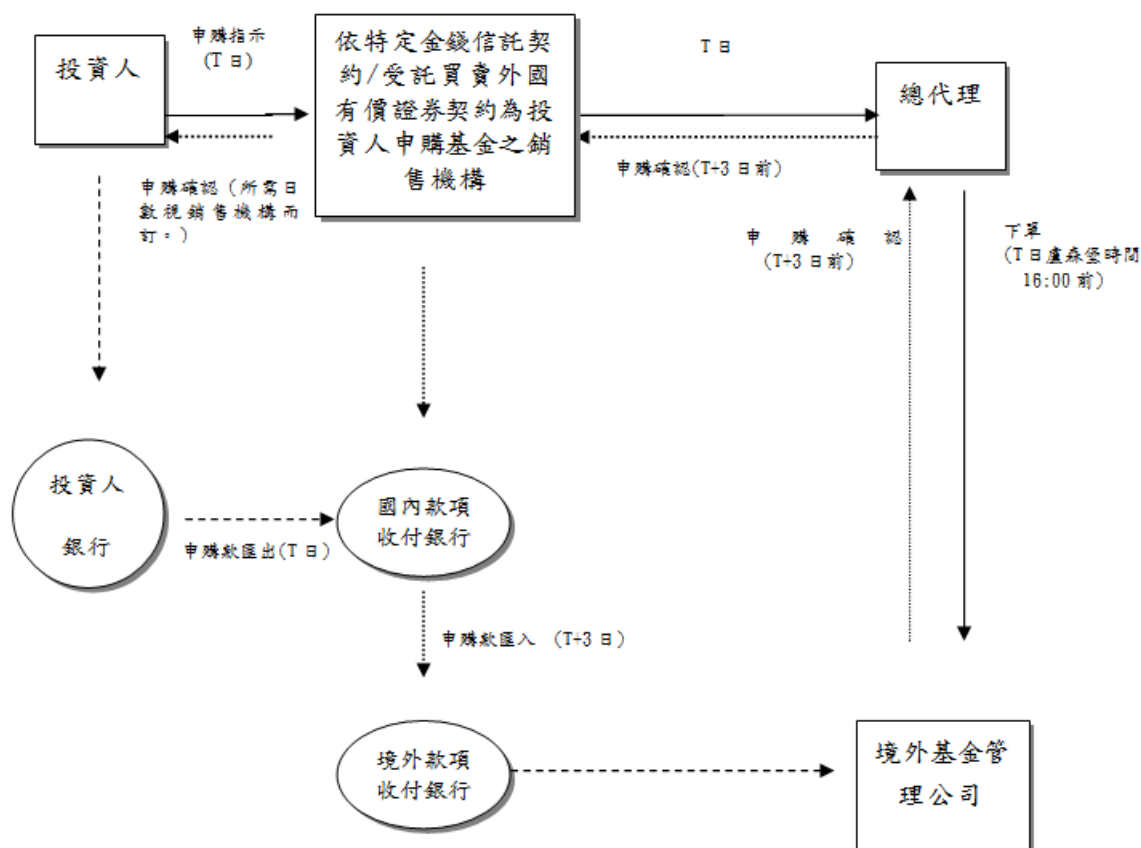 投資人
申購指示
(T 日)
依特定金錢信託契
約/受託買賣外國
有價證券契約為投
資人申購基金之銷
售機構
T 日
總代理
申購確認(T+3 日前)
申購確認（所需日
數視銷售機構而
訂。）
申購確認
(T+3 日前)
下單
(T 日盧森堡時間
16:00 前)
投資人
銀行
申購款匯出(T 日)
國內款項
收付銀行
申購款匯入 (T+3 日)
境外款項
收付銀行
境外基金管
理公司